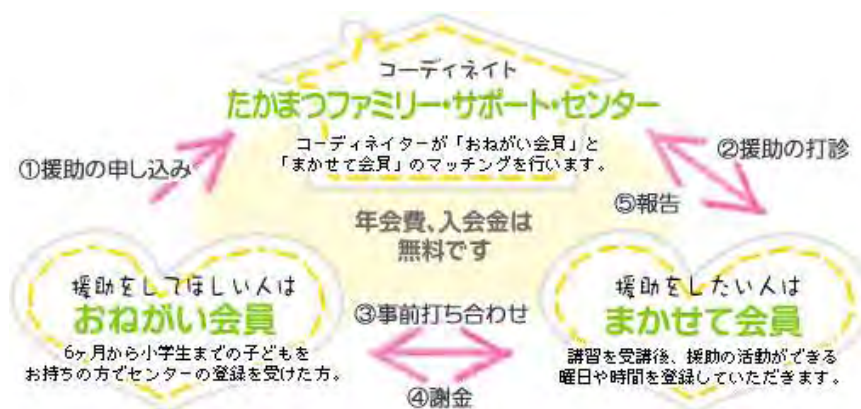 コーディネイト
たかまつファミリー・サポート・センター
コーディネイターが「おねがい会員」と
「まかせて会員」のマッチングを行います。
①援助の申し込み
②援助の打診
⑤報告
年会費、入会金は
無料です
援助をしてほしい人は
おねがい会員
6ヶ月から小学生までの子どもを
お持ちの方でセンターの登録を受けた方。
③事前打ち合わせ
④謝金
援助をしたい人は
まかせて会員
講習を受講後、援助の活動ができる
曜日や時間を登録していただきます。